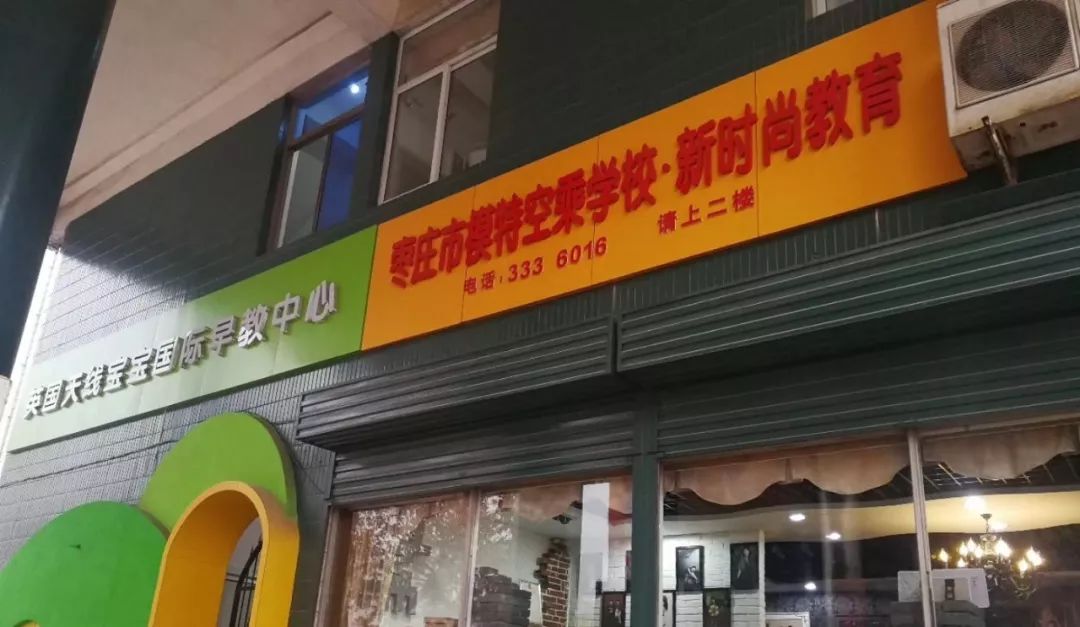 枣庄市模特空乘学校·新时尚教育
电话:333 6016 请上二楼
英国天线宝宝国际早教中心